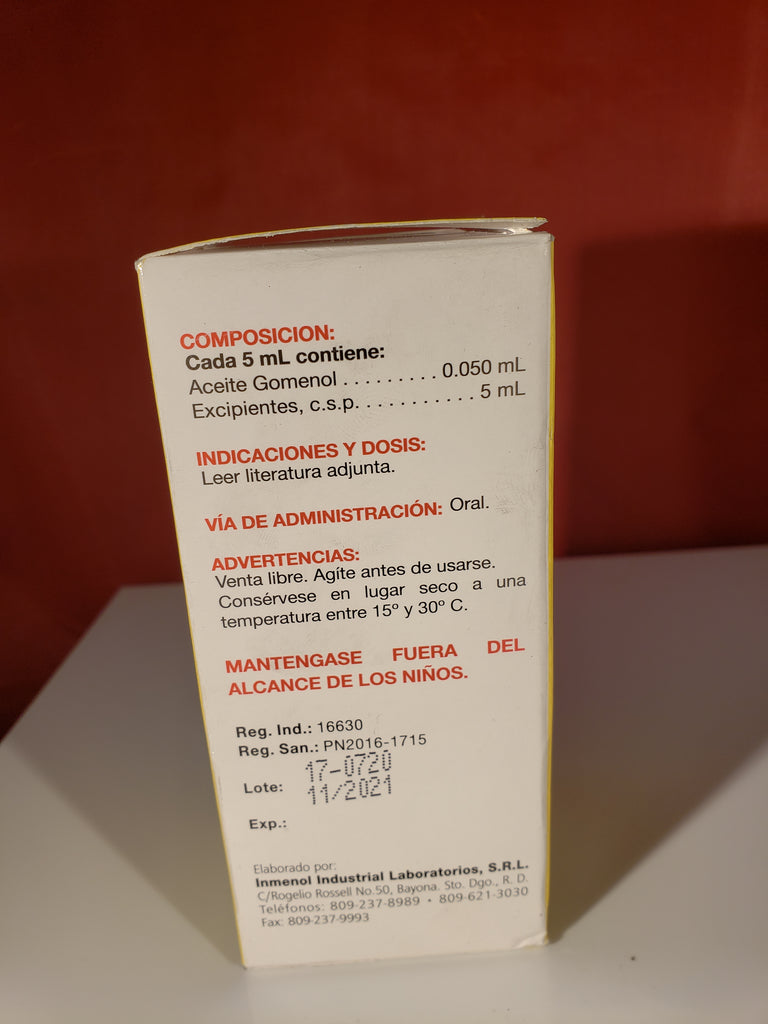 COMPOSICION:
Cada 5 mL contiene:
Aceite Gomenol . . . . . . . . . 0.050 mL
Excipientes, c.s.p. . . . . . . . . . . 5 mL
INDICACIONES Y DOSIS:
Leer literatura adjunta.
VÍA DE ADMINISTRACIÓN: Oral.
ADVERTENCIAS:
Venta libre. Agíte antes de usarse.
Consérvese en lugar seco a una
temperatura entre 15º y 30º C.
MANTENGASE FUERA DEL
ALCANCE DE LOS NIÑOS.
Reg. Ind.: 16630
Reg. San.: PN2016-1715
17-0720
Lote:
11/2021
Exp.:
Elaborado por:
Inmenol Industrial Laboratorios, S.R.L.
C/Rogelio Rossell No.50, Bayona. Sto. Dgo., R. D.
Teléfonos: 809-237-8989 • 809-621-3030
Fax: 809-237-9993